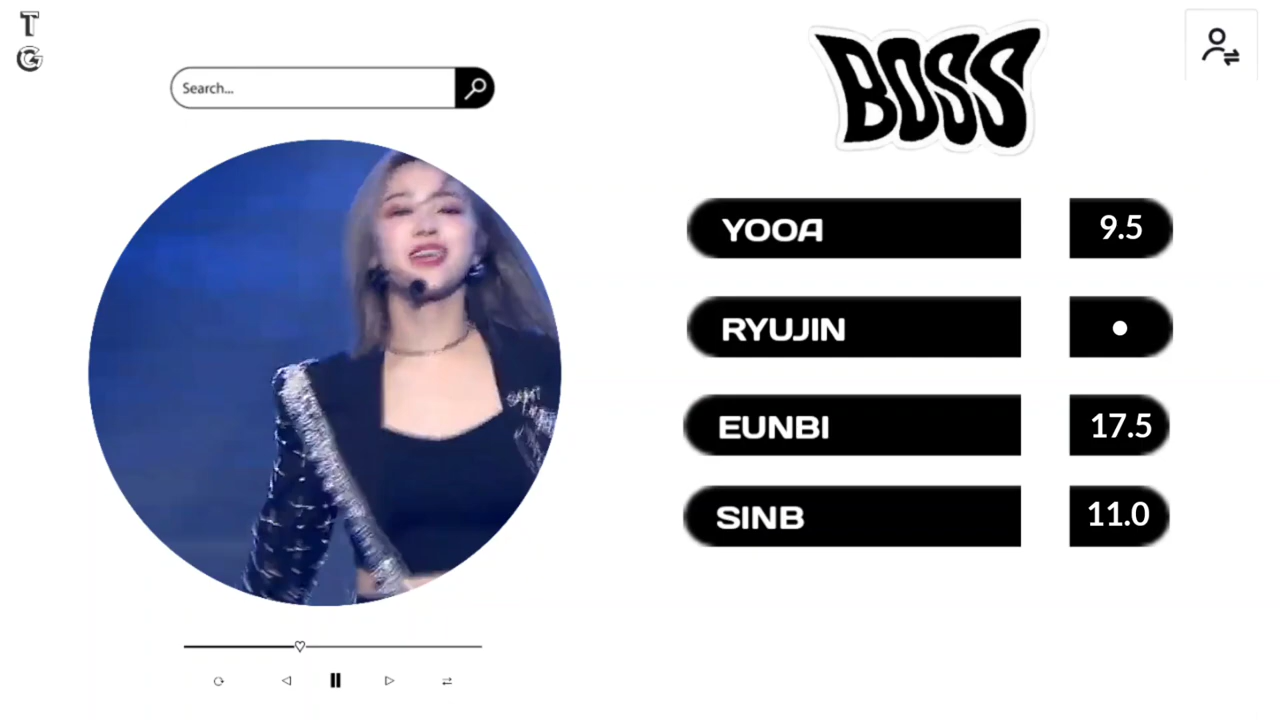 T
G
Search...
BOSS
YOOA
9.5
RYUJIN
•
EUNBI
17.5
SINB
11.0